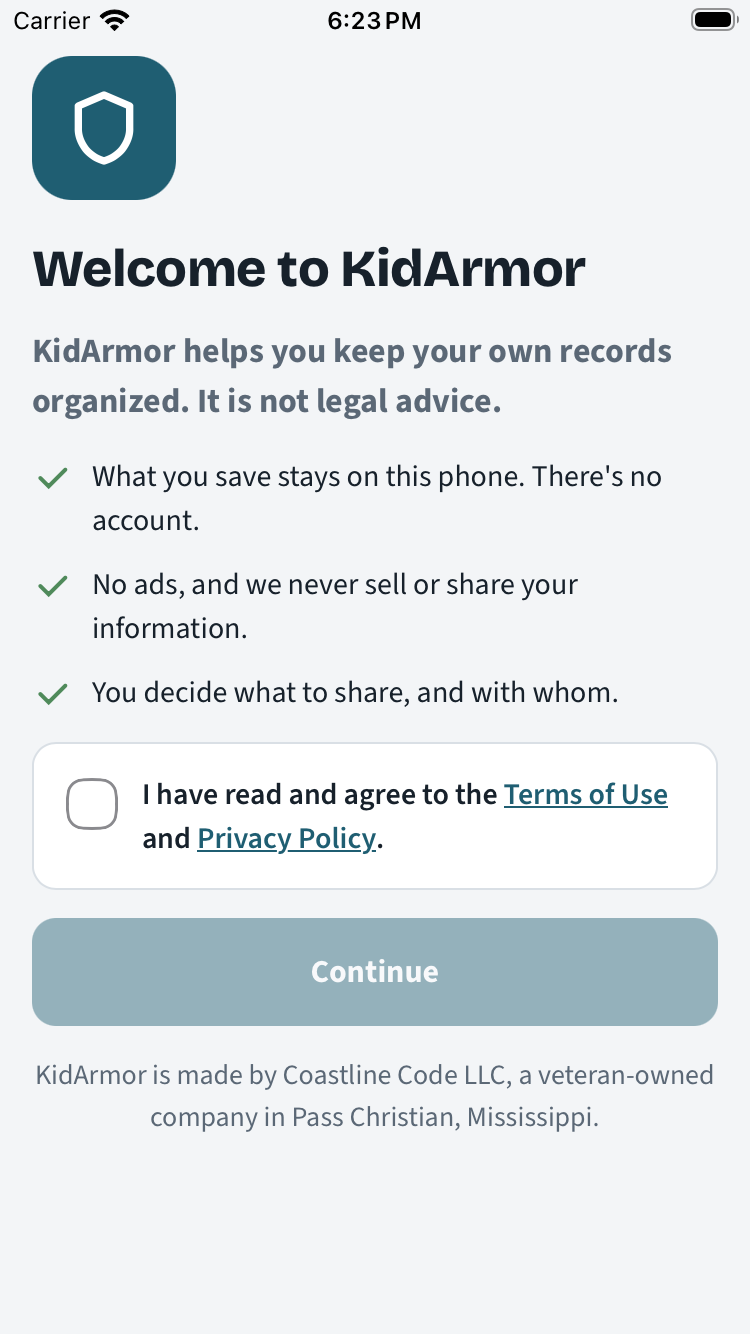 Carrier 6:23 PM
Welcome to KidArmor
KidArmor helps you keep your own records
organized. It is not legal advice.
What you save stays on this phone. There's no
account.
No ads, and we never sell or share your
information.
You decide what to share, and with whom.
I have read and agree to the Terms of Use
and Privacy Policy.
Continue
KidArmor is made by Coastline Code LLC, a veteran-owned
company in Pass Christian, Mississippi.